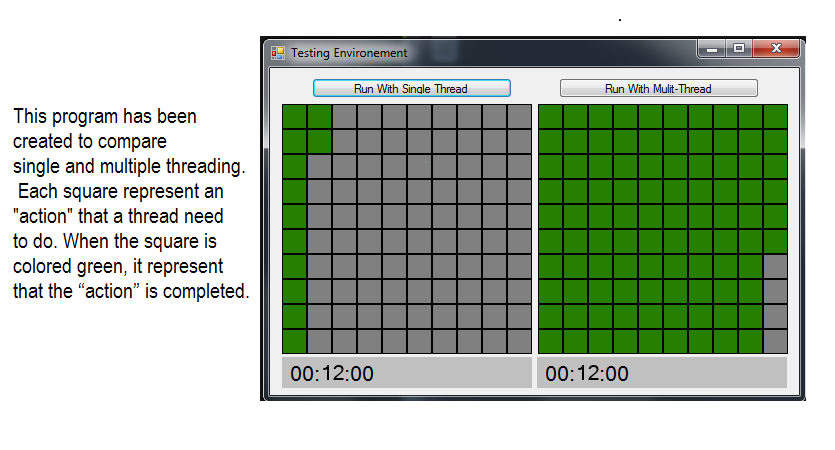 Testing Environement
Run With Single Thread
Run With Mulit-Thread
This program has been
created to compare
single and multiple threading.
Each square represent an
"action" that a thread need
to do. When the square is
colored green, it represent
that the “action” is completed.
00:12:00
00:12:00